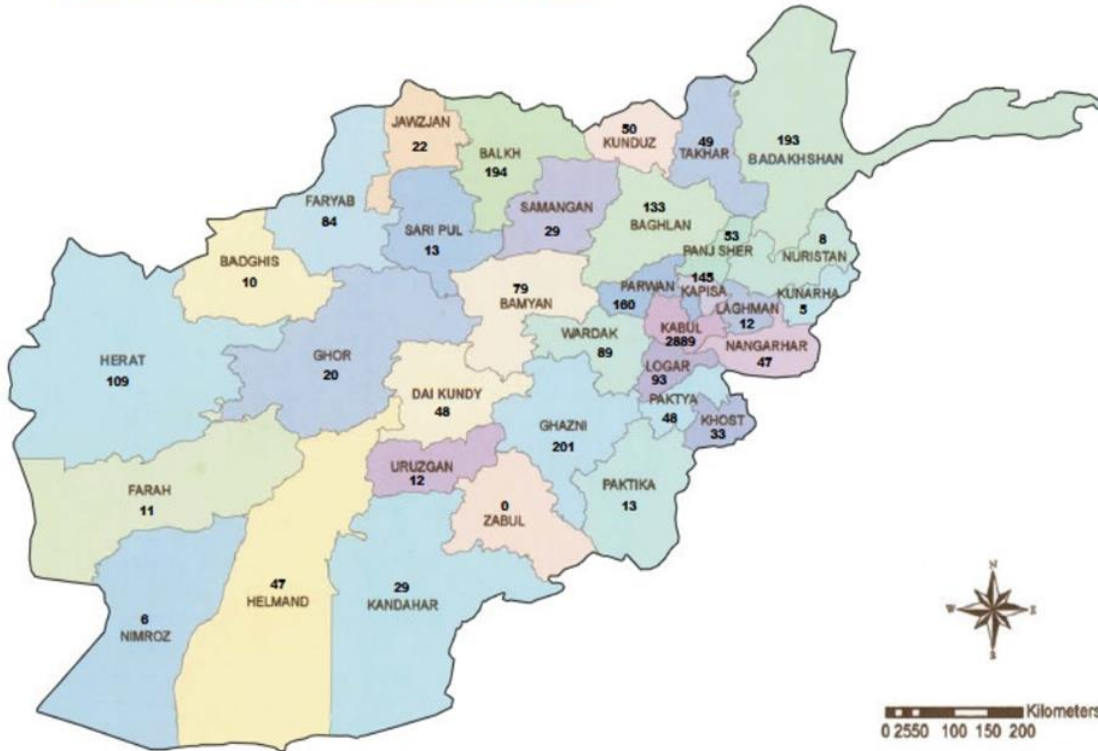 JAWZJAN
22
BALKH
194
50
KUNDUZ
49
TAKHAR
193
BADAKHSHAN
FARYAB
84
SARI PUL
13
SAMANGAN
29
133
BAGHLAN
53
PANJ SHER
8
NURISTAN
BADGHIS
10
79
BAMYAN
PARWAN
160
145
KAPISA
LAGHMAN
12
KUNARHA
5
HERAT
109
GHOR
20
WARDAK
89
KABUL
2889
NANGARHAR
47
LOGAR
93
DAI KUNDY
48
GHAZNI
201
PAKTYA
48
KHOST
33
URUZGAN
12
FARAH
11
0
ZABUL
PAKTIKA
13
47
HELMAND
29
KANDAHAR
6
NIMROZ
N
W E
S
Kilometers
0 2550 100 150 200